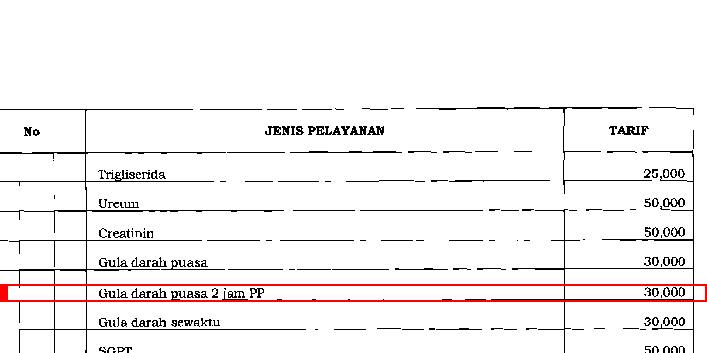 No JENIS PELAYANAN TARIF
Trigliserida 25,000
Ureum 50,000
Creatinin 50,000
Gula darah puasa 30,000
Gula darah puasa 2 jam PP 30,000
Gula darah sewaktu 30,000
SGPT 50,000